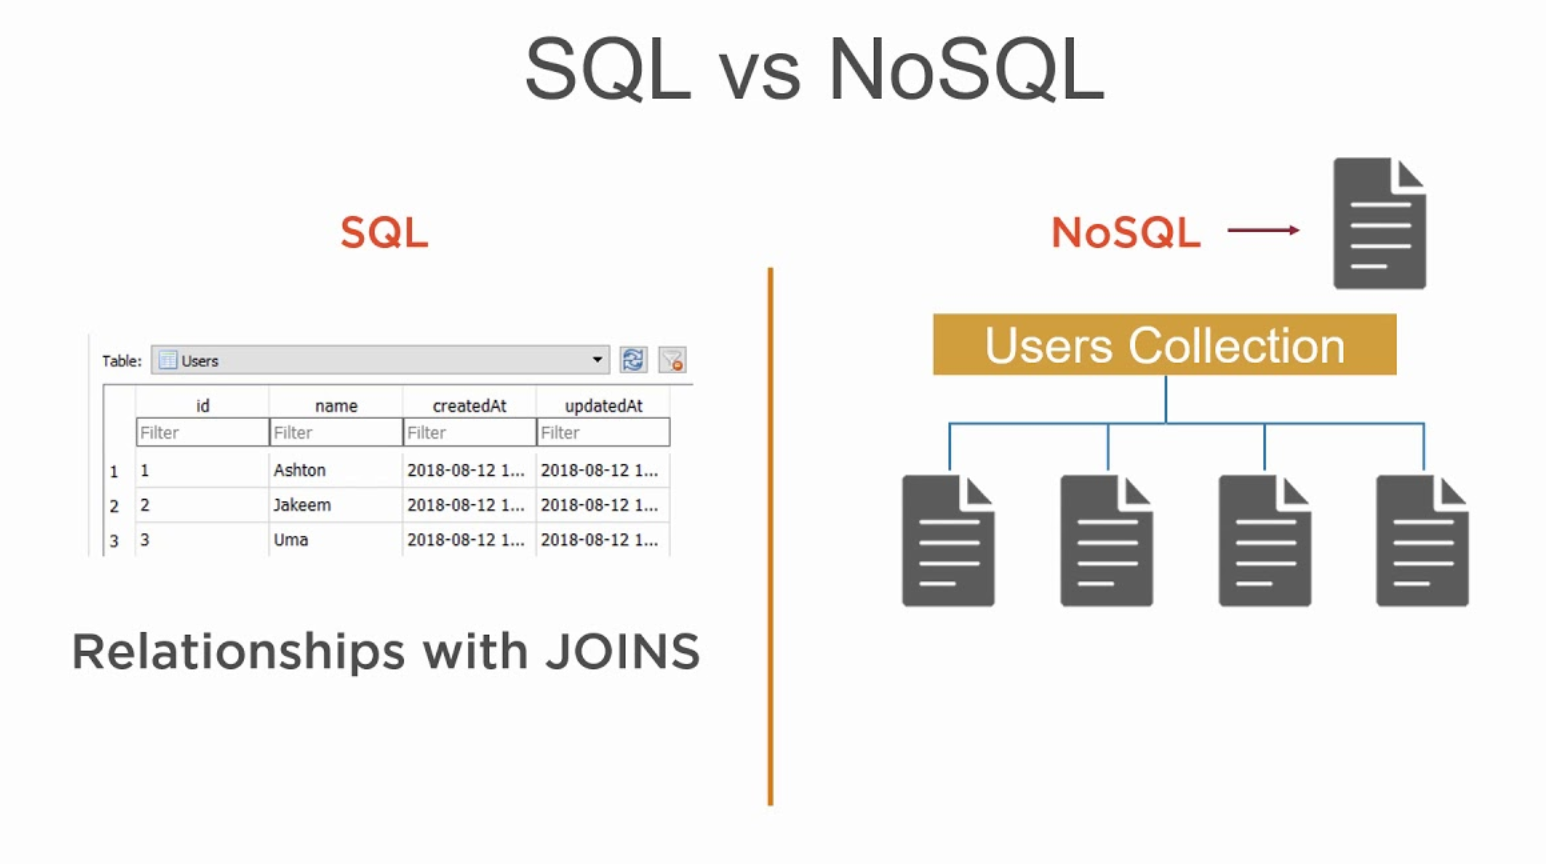 SQL vs NoSQL
SQL
Table: Users
id name createdAt updatedAt
Filter Filter Filter Filter
1 1 Ashton 2018-08-12 1... 2018-08-12 1...
2 2 Jakeem 2018-08-12 1... 2018-08-12 1...
3 3 Uma 2018-08-12 1... 2018-08-12 1...
Relationships with JOINS
NoSQL
Users Collection